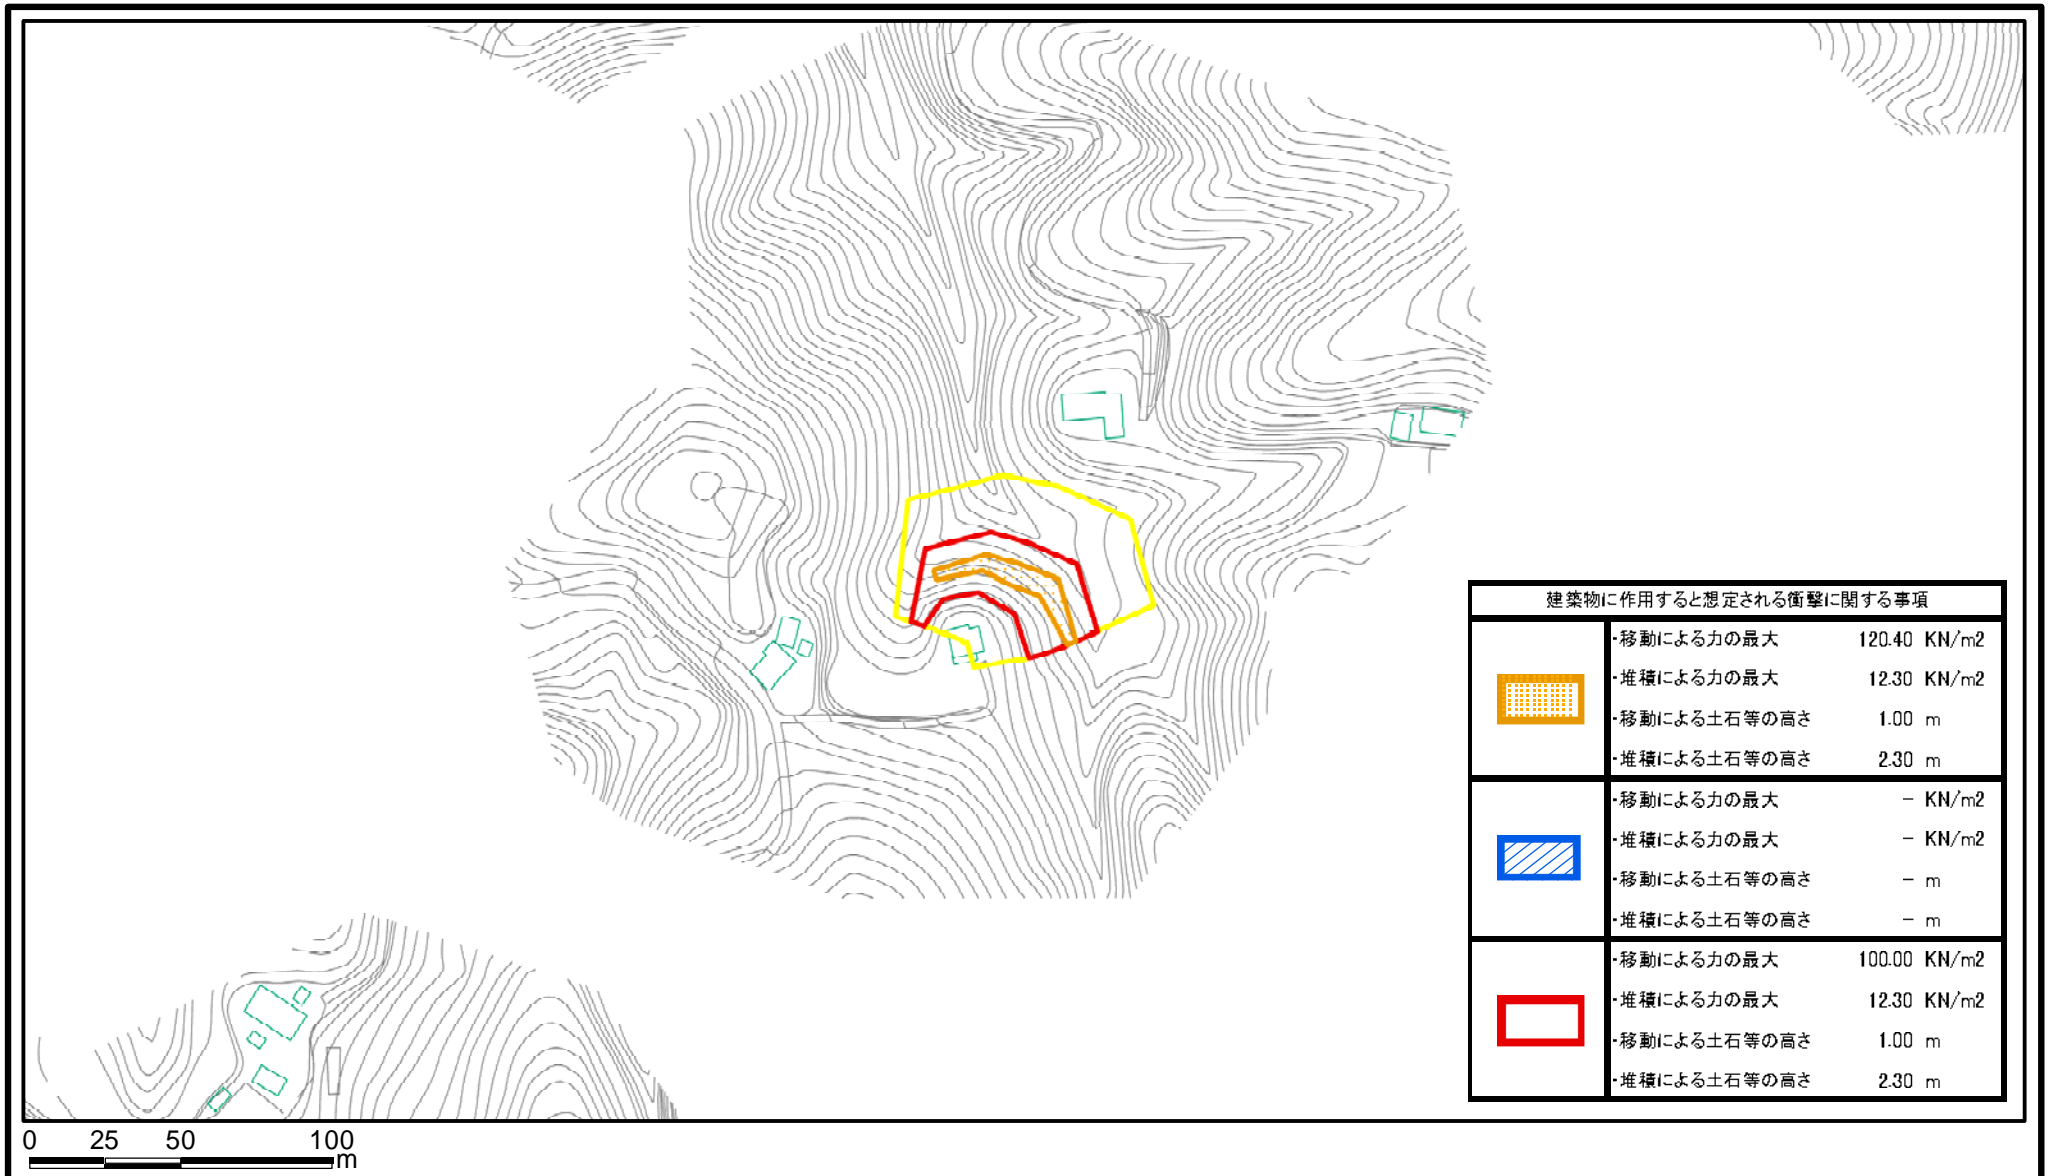 建築物に作用すると想定される衝撃に関する事項
・移動による力の最大 120.40 KN/m2
・堆積による力の最大 12.30 KN/m2
・移動による土石等の高さ 1.00 m
・堆積による土石等の高さ 2.30 m
・移動による力の最大 － KN/m2
・堆積による力の最大 － KN/m2
・移動による土石等の高さ － m
・堆積による土石等の高さ － m
・移動による力の最大 100.00 KN/m2
・堆積による力の最大 12.30 KN/m2
・移動による土石等の高さ 1.00 m
・堆積による土石等の高さ 2.30 m
0 25 50 100
m